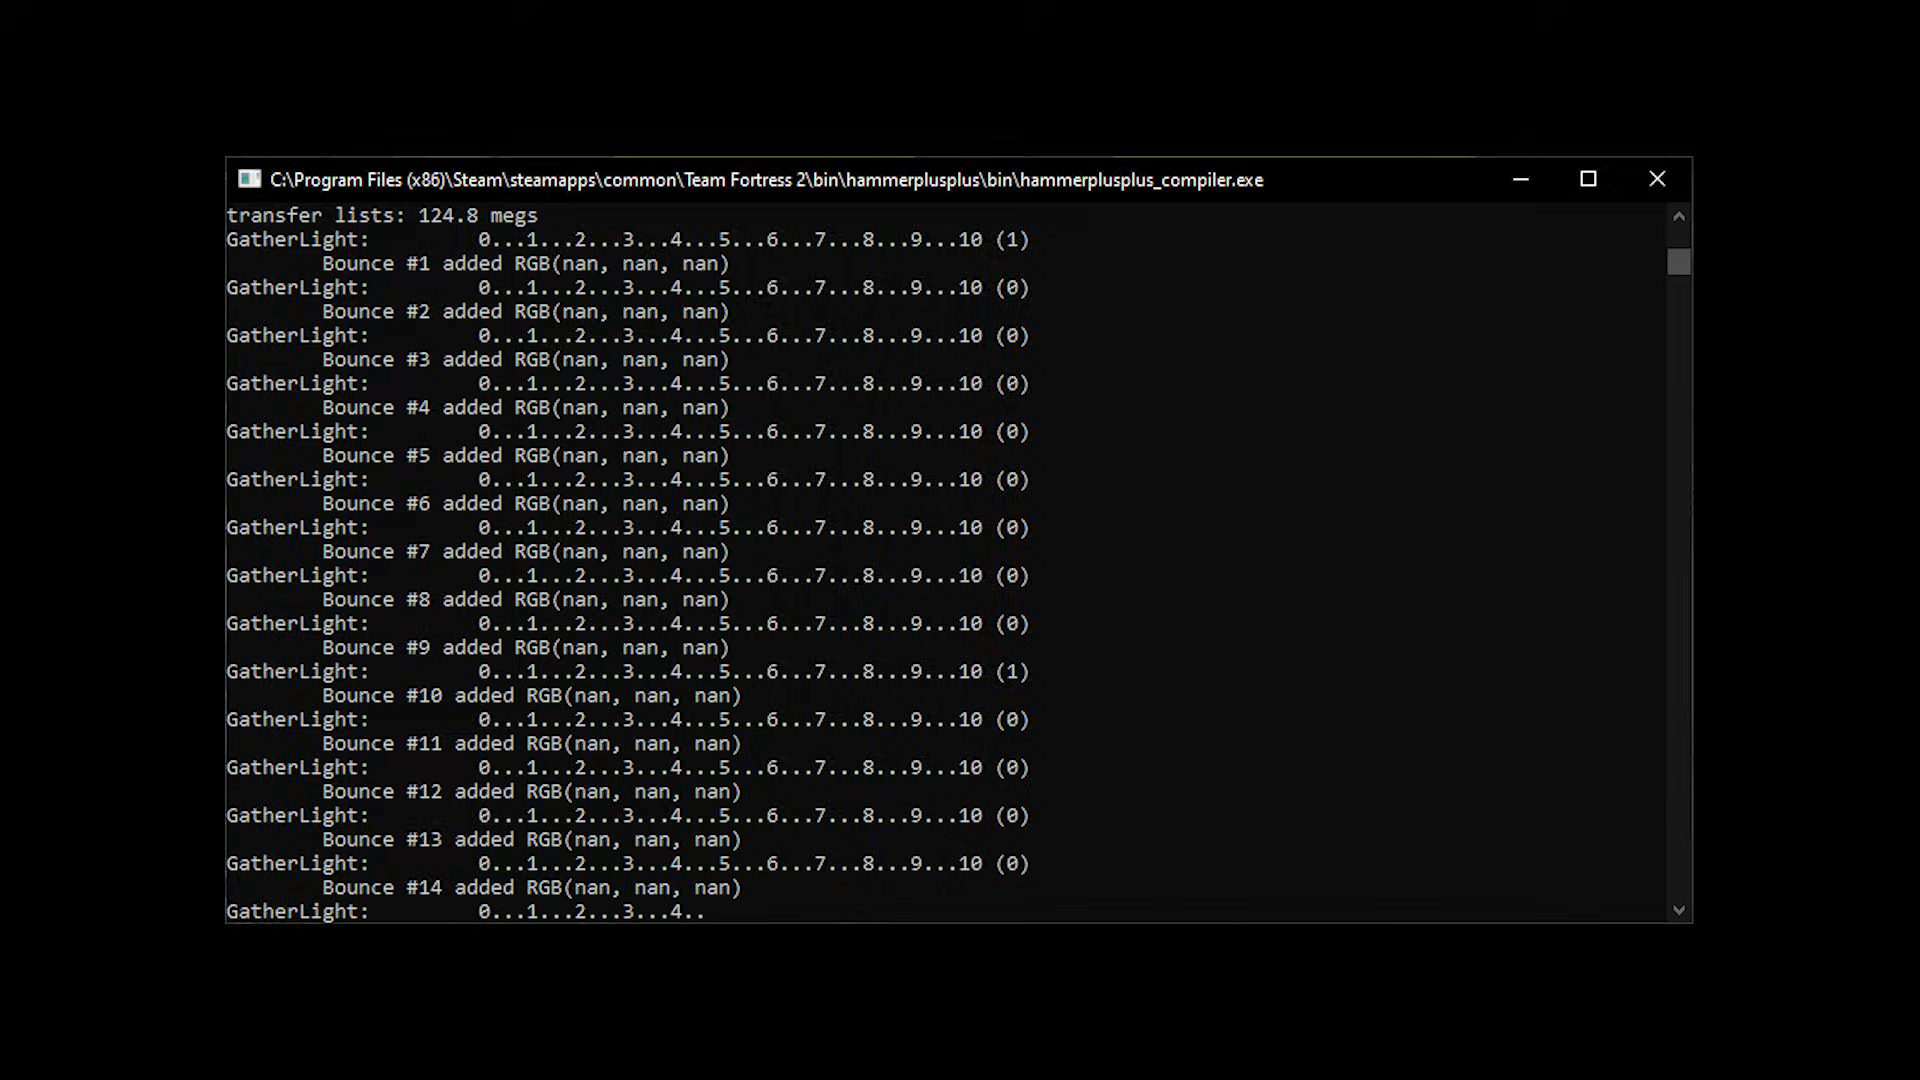 C:\Program Files (x86)\Steam\steamapps\common\Team Fortress 2\bin\hammerplusplus\bin\hammerplusplus_compiler.exe
transfer lists: 124.8 megs
GatherLight: 0...1...2...3...4...5...6...7...8...9...10 (1)
Bounce #1 added RGB(nan, nan, nan)
GatherLight: 0...1...2...3...4...5...6...7...8...9...10 (0)
Bounce #2 added RGB(nan, nan, nan)
GatherLight: 0...1...2...3...4...5...6...7...8...9...10 (0)
Bounce #3 added RGB(nan, nan, nan)
GatherLight: 0...1...2...3...4...5...6...7...8...9...10 (0)
Bounce #4 added RGB(nan, nan, nan)
GatherLight: 0...1...2...3...4...5...6...7...8...9...10 (0)
Bounce #5 added RGB(nan, nan, nan)
GatherLight: 0...1...2...3...4...5...6...7...8...9...10 (0)
Bounce #6 added RGB(nan, nan, nan)
GatherLight: 0...1...2...3...4...5...6...7...8...9...10 (0)
Bounce #7 added RGB(nan, nan, nan)
GatherLight: 0...1...2...3...4...5...6...7...8...9...10 (0)
Bounce #8 added RGB(nan, nan, nan)
GatherLight: 0...1...2...3...4...5...6...7...8...9...10 (0)
Bounce #9 added RGB(nan, nan, nan)
GatherLight: 0...1...2...3...4...5...6...7...8...9...10 (1)
Bounce #10 added RGB(nan, nan, nan)
GatherLight: 0...1...2...3...4...5...6...7...8...9...10 (0)
Bounce #11 added RGB(nan, nan, nan)
GatherLight: 0...1...2...3...4...5...6...7...8...9...10 (0)
Bounce #12 added RGB(nan, nan, nan)
GatherLight: 0...1...2...3...4...5...6...7...8...9...10 (0)
Bounce #13 added RGB(nan, nan, nan)
GatherLight: 0...1...2...3...4...5...6...7...8...9...10 (0)
Bounce #14 added RGB(nan, nan, nan)
GatherLight: 0...1...2...3...4..